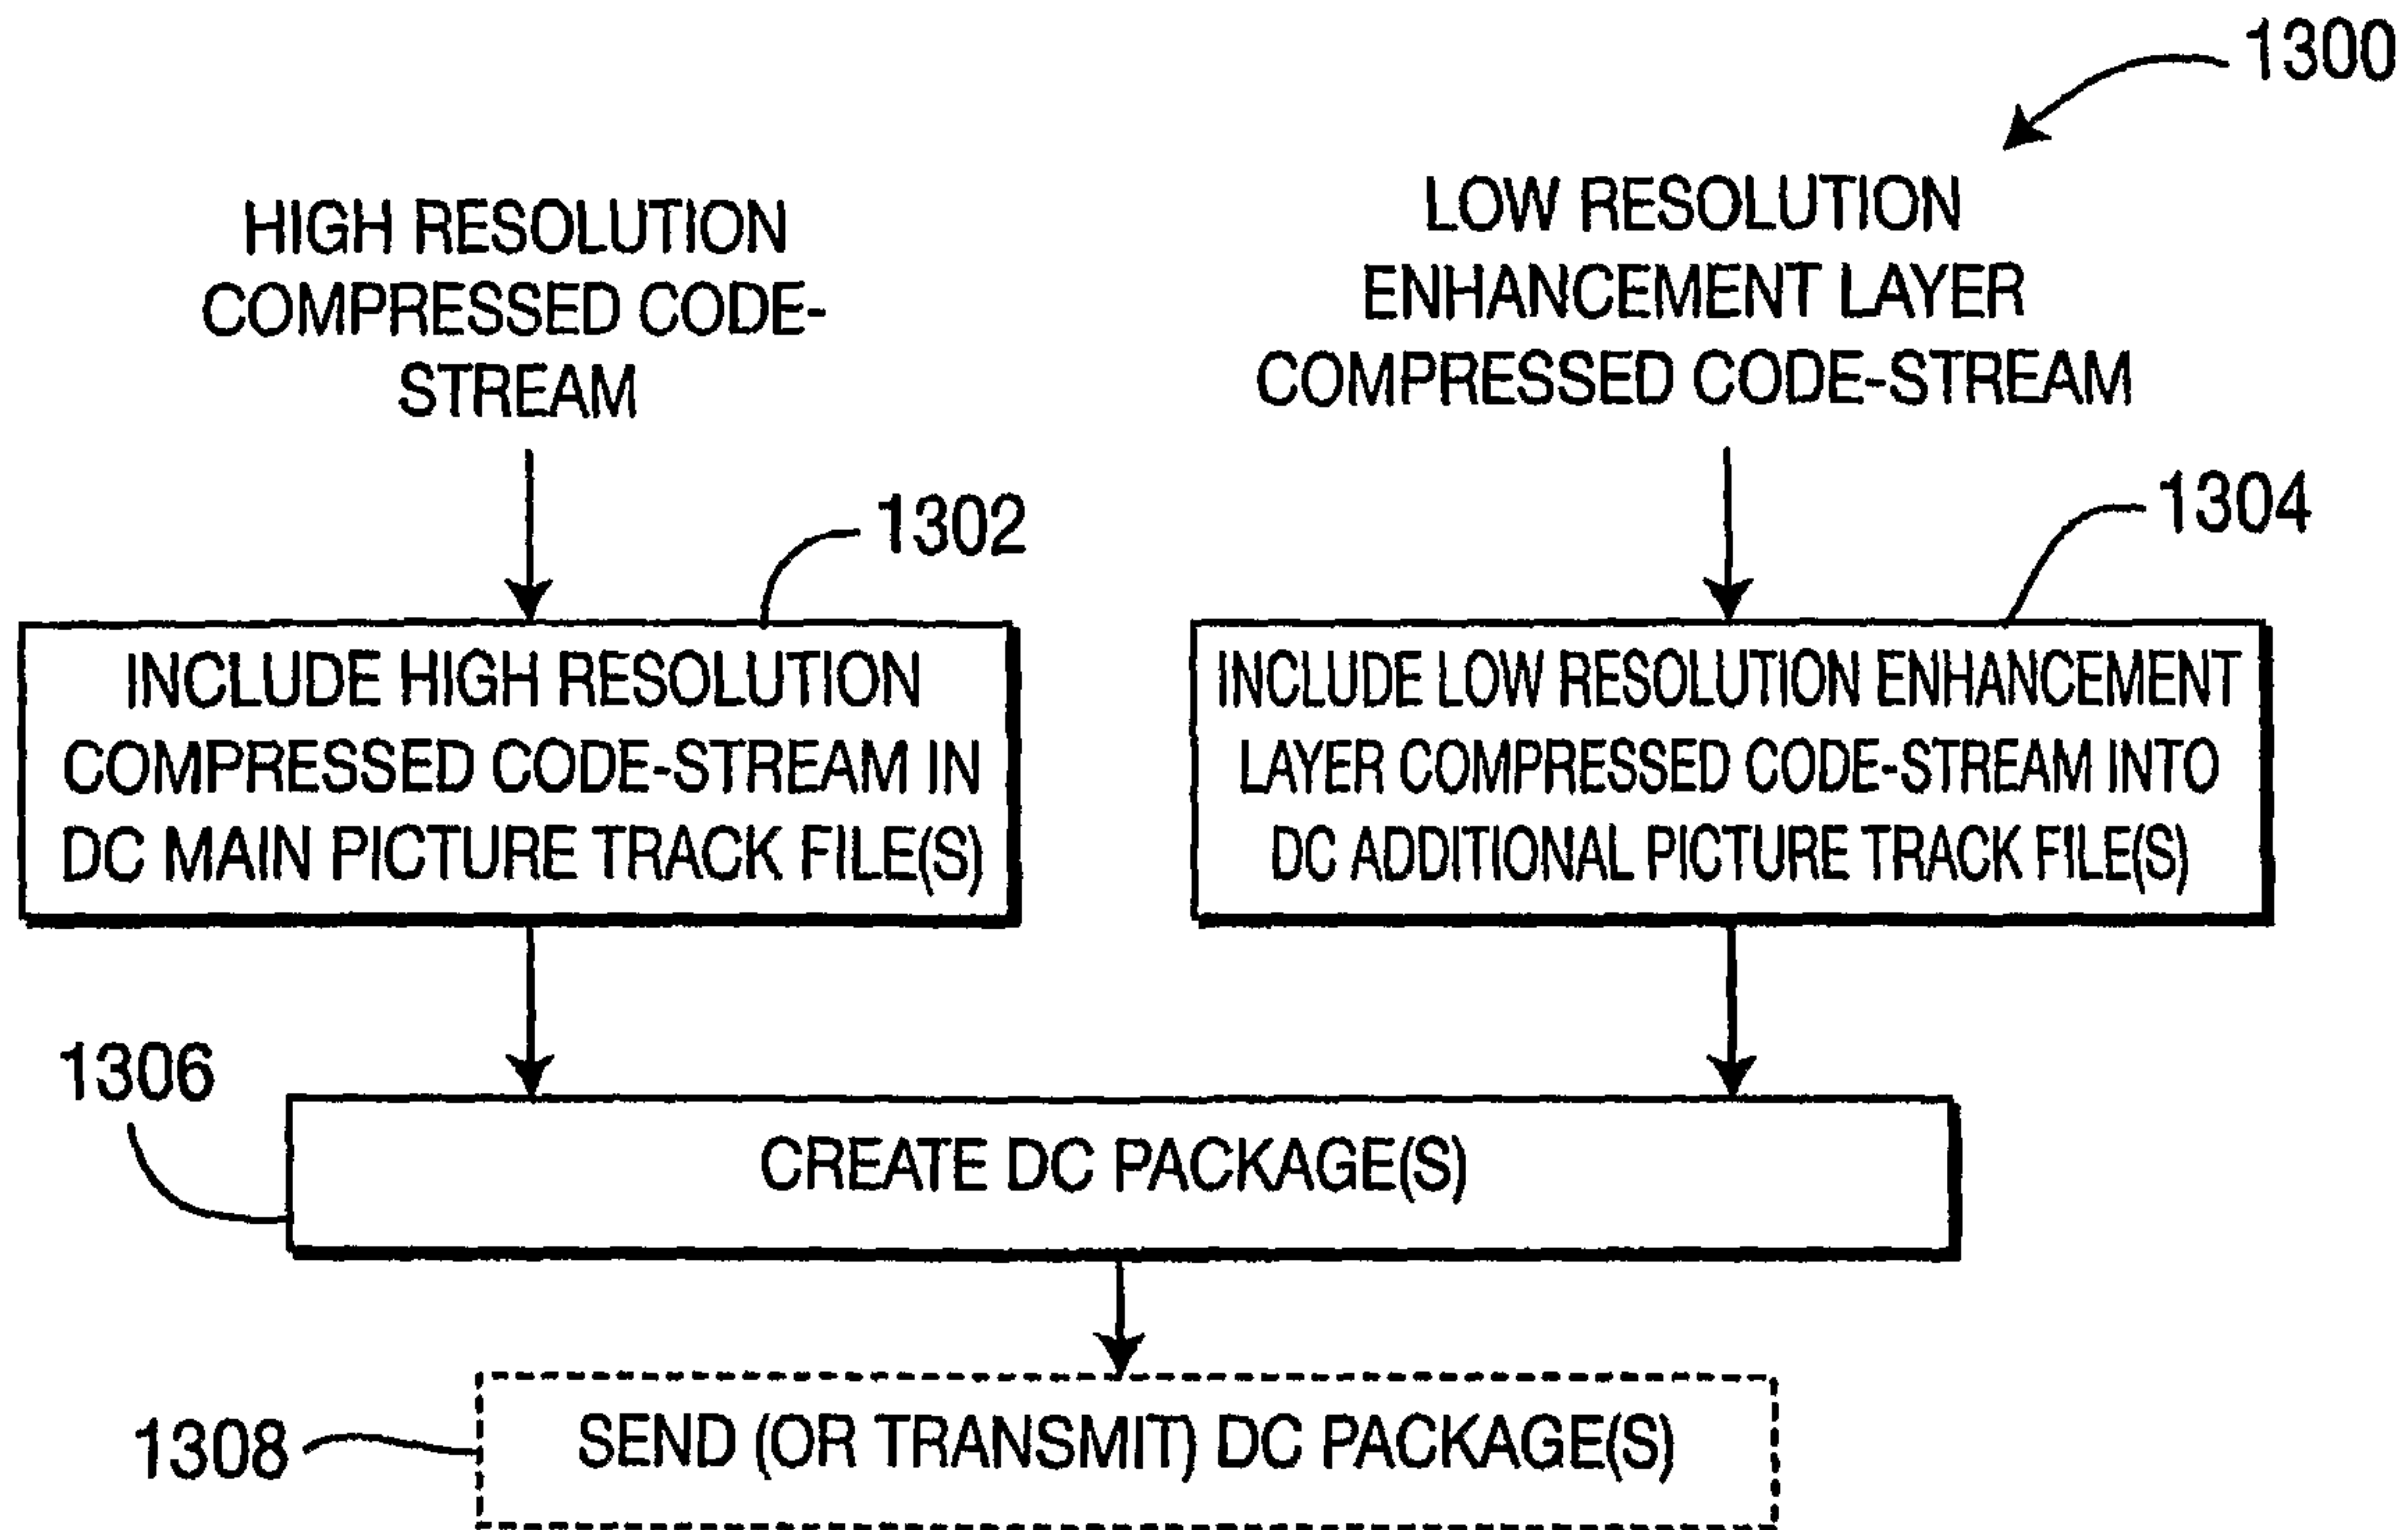 1300
HIGH RESOLUTION
COMPRESSED CODE-
STREAM
LOW RESOLUTION
ENHANCEMENT LAYER
COMPRESSED CODE-STREAM
1302
1304
INCLUDE HIGH RESOLUTION
COMPRESSED CODE-STREAM IN
DC MAIN PICTURE TRACK FILE(S)
INCLUDE LOW RESOLUTION ENHANCEMENT
LAYER COMPRESSED CODE-STREAM INTO
DC ADDITIONAL PICTURE TRACK FILE(S)
1306
CREATE DC PACKAGE(S)
1308
SEND (OR TRANSMIT) DC PACKAGE(S)